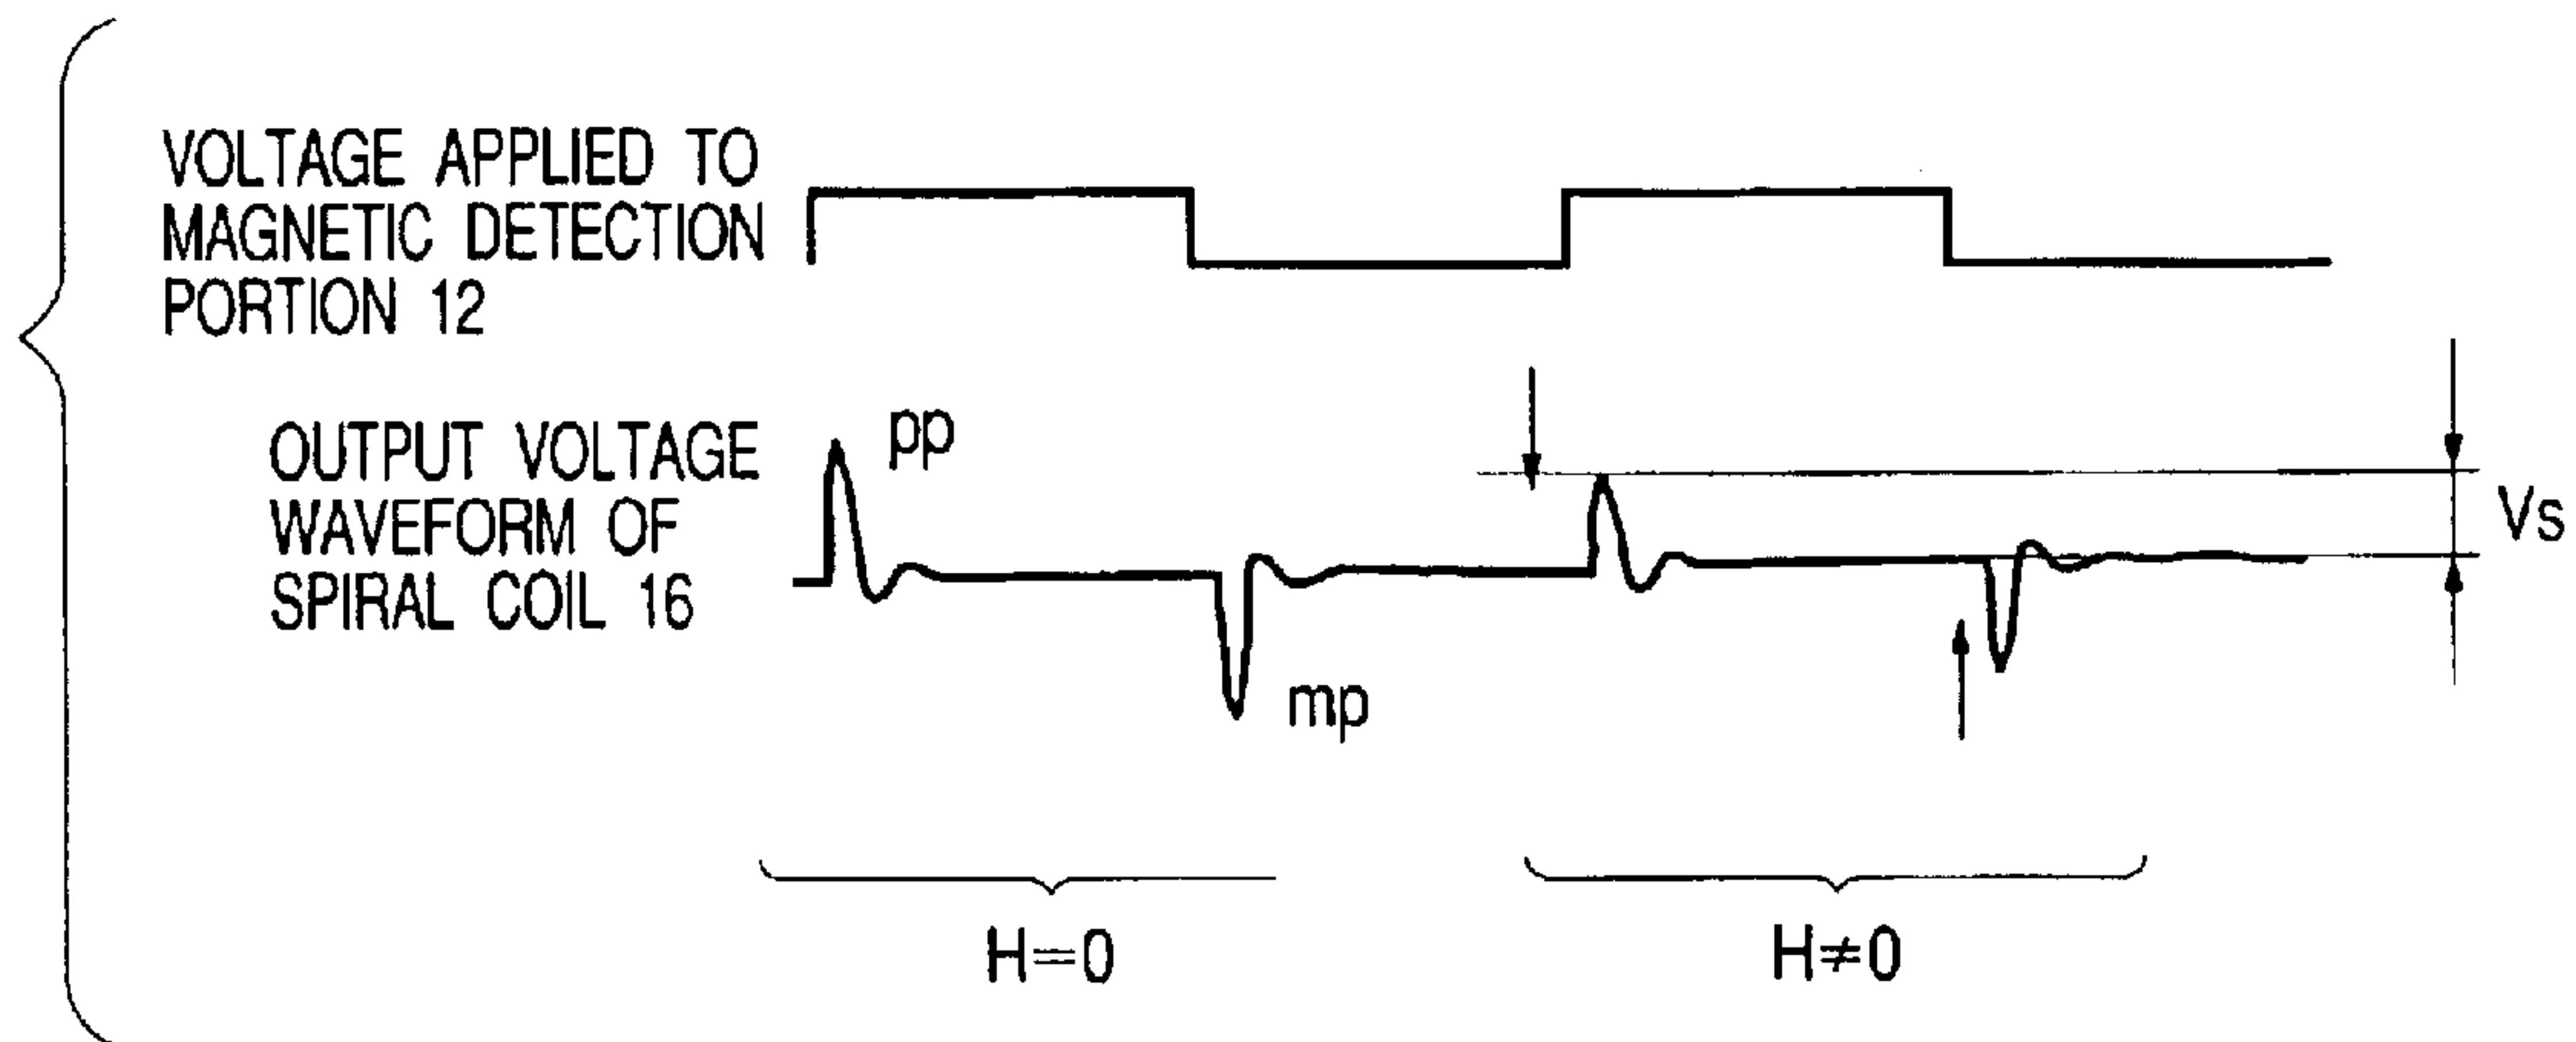 VOLTAGE APPLIED TO
MAGNETIC DETECTION
PORTION 12
OUTPUT VOLTAGE
WAVEFORM OF
SPIRAL COIL 16
pp
mp
Vs
H=0
H≠0